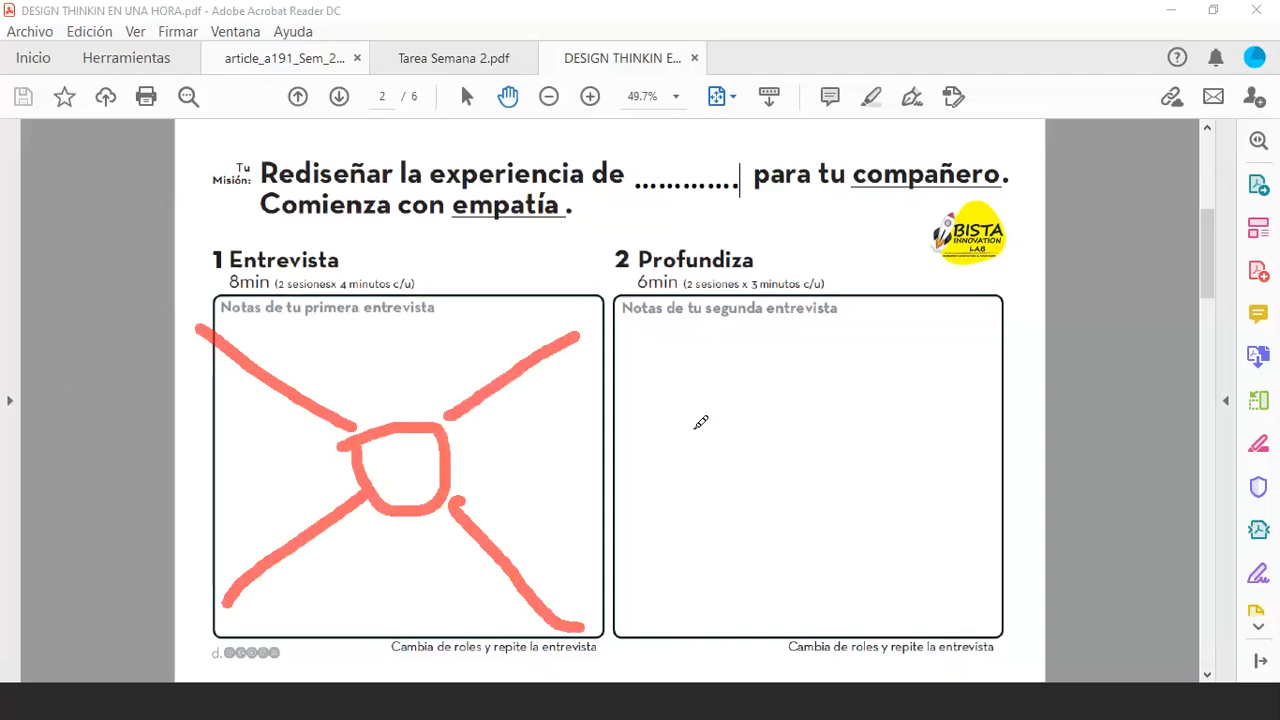 DESIGN THINKIN EN UNA HORA.pdf - Adobe Acrobat Reader DC
Archivo Edición Ver Firmar Ventana Ayuda
Inicio Herramientas article_a191_Sem_2... Tarea Semana 2.pdf DESIGN THINKIN E...
2 / 6 49.7%
Tu Misión: Rediseñar la experiencia de ............. para tu compañero.
Comienza con empatía .
BISTA
INNOVATION
LAB
1 Entrevista
8min (2 sesionesx 4 minutos c/u)
Notas de tu primera entrevista
Cambia de roles y repite la entrevista
d.
2 Profundiza
6min (2 sesiones x 3 minutos c/u)
Notas de tu segunda entrevista
Cambia de roles y repite la entrevista